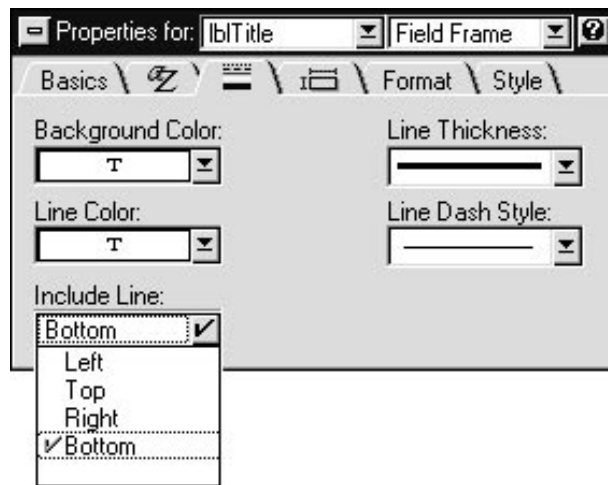 Properties for: lblTitle Field Frame ?
Basics Format Style
Background Color: Line Thickness:
T
Line Color: Line Dash Style:
T
Include Line:
Bottom
Left
Top
Right
Bottom